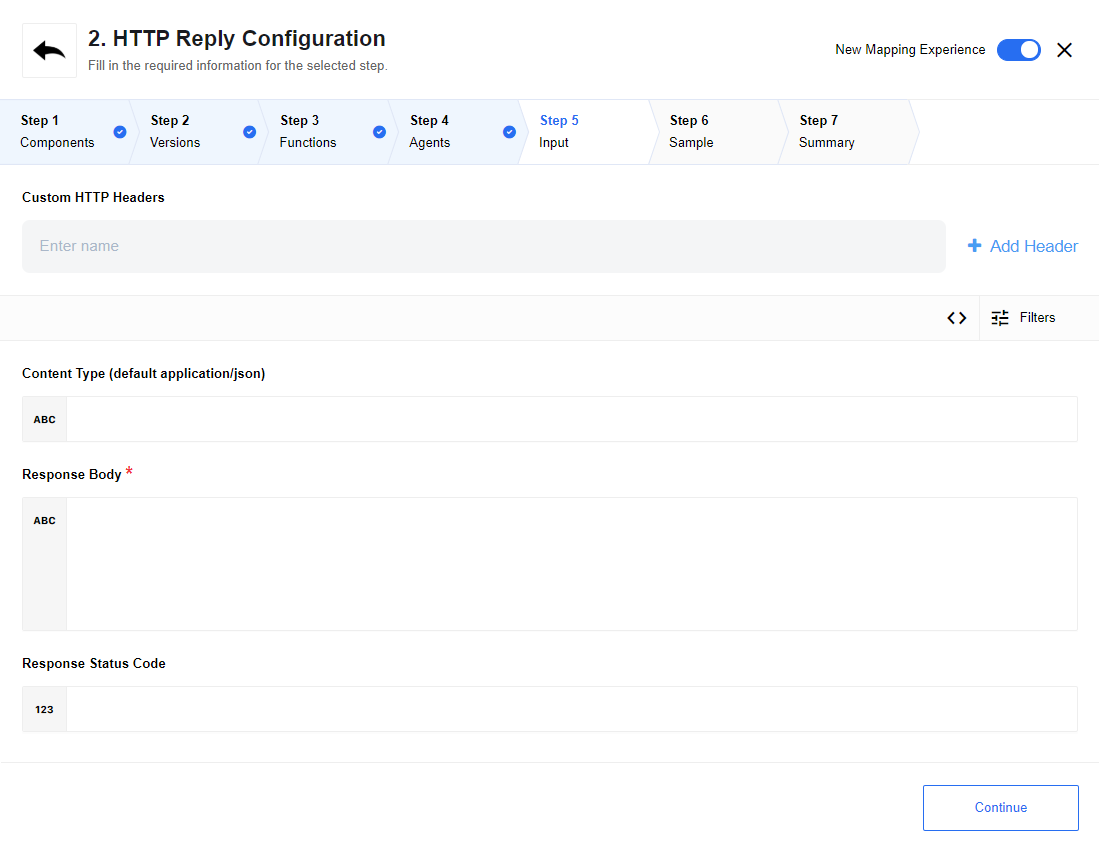 2. HTTP Reply Configuration
Fill in the required information for the selected step.
New Mapping Experience
Step 1
Components
Step 2
Versions
Step 3
Functions
Step 4
Agents
Step 5
Input
Step 6
Sample
Step 7
Summary
Custom HTTP Headers
Enter name
Add Header
Filters
Content Type (default application/json)
ABC
Response Body *
ABC
Response Status Code
123
Continue